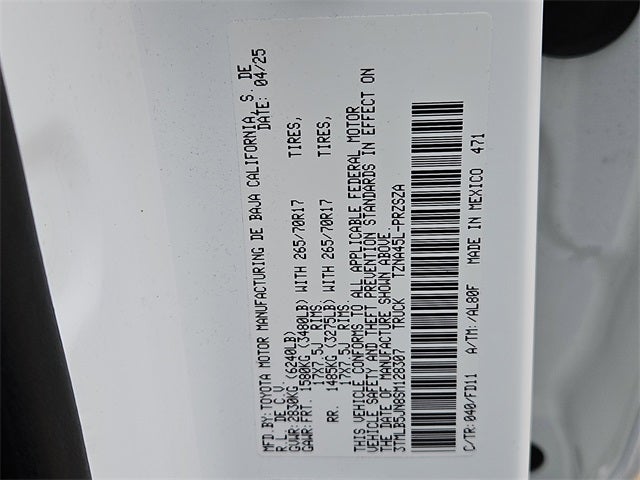 MFD.BY:TOYOTA MOTOR MANUFACTURING DE BAJA CALIFORNIA, S. DE
R.L. DE C.V. DATE: 04/25
GVWR: 2830KG (6240LB)
GAWR:FRT. 1580KG (3480LB) WITH 265/70R17 TIRES,
17X7.5J RIMS,
RR. 1485KG (3275LB) WITH 265/70R17 TIRES,
17X7.5J RIMS.
THIS VEHICLE CONFORMS TO ALL APPLICABLE FEDERAL MOTOR
VEHICLE SAFETY AND THEFT PREVENTION STANDARDS IN EFFECT ON
THE DATE OF MANUFACTURE SHOWN ABOVE.
3TMLB5JN8SM128307 TRUCK TZNA45L-PRZSZA
C/TR: 040/FD11 A/TM: /AL80F MADE IN MEXICO 471